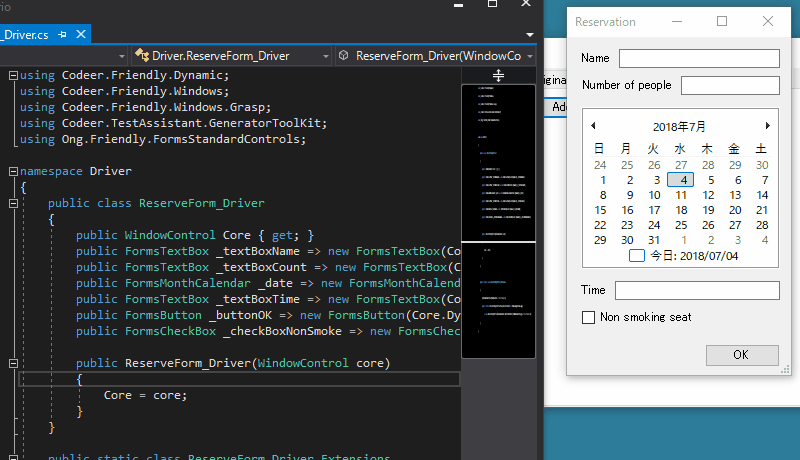 _Driver.cs
Driver.ReserveForm_Driver
ReserveForm_Driver(WindowCo
using Codeer.Friendly.Dynamic;
using Codeer.Friendly.Windows;
using Codeer.Friendly.Windows.Grasp;
using Codeer.TestAssistant.GeneratorToolKit;
using Ong.Friendly.FormsStandardControls;
namespace Driver
{
public class ReserveForm_Driver
{
public WindowControl Core { get; }
public FormsTextBox _textBoxName => new FormsTextBox(Co
public FormsTextBox _textBoxCount => new FormsTextBox(C
public FormsMonthCalendar _date => new FormsMonthCalend
public FormsTextBox _textBoxTime => new FormsTextBox(Co
public FormsButton _buttonOK => new FormsButton(Core.Dy
public FormsCheckBox _checkBoxNonSmoke => new FormsChec
public ReserveForm_Driver(WindowControl core)
{
Core = core;
}
}
public static class ReserveForm_Driver_Extensions
Reservation
Name
Number of people
2018年7月
日 月 火 水 木 金 土
24 25 26 27 28 29 30
1 2 3 4 5 6 7
8 9 10 11 12 13 14
15 16 17 18 19 20 21
22 23 24 25 26 27 28
29 30 31 1 2 3 4
今日: 2018/07/04
Time
Non smoking seat
OK